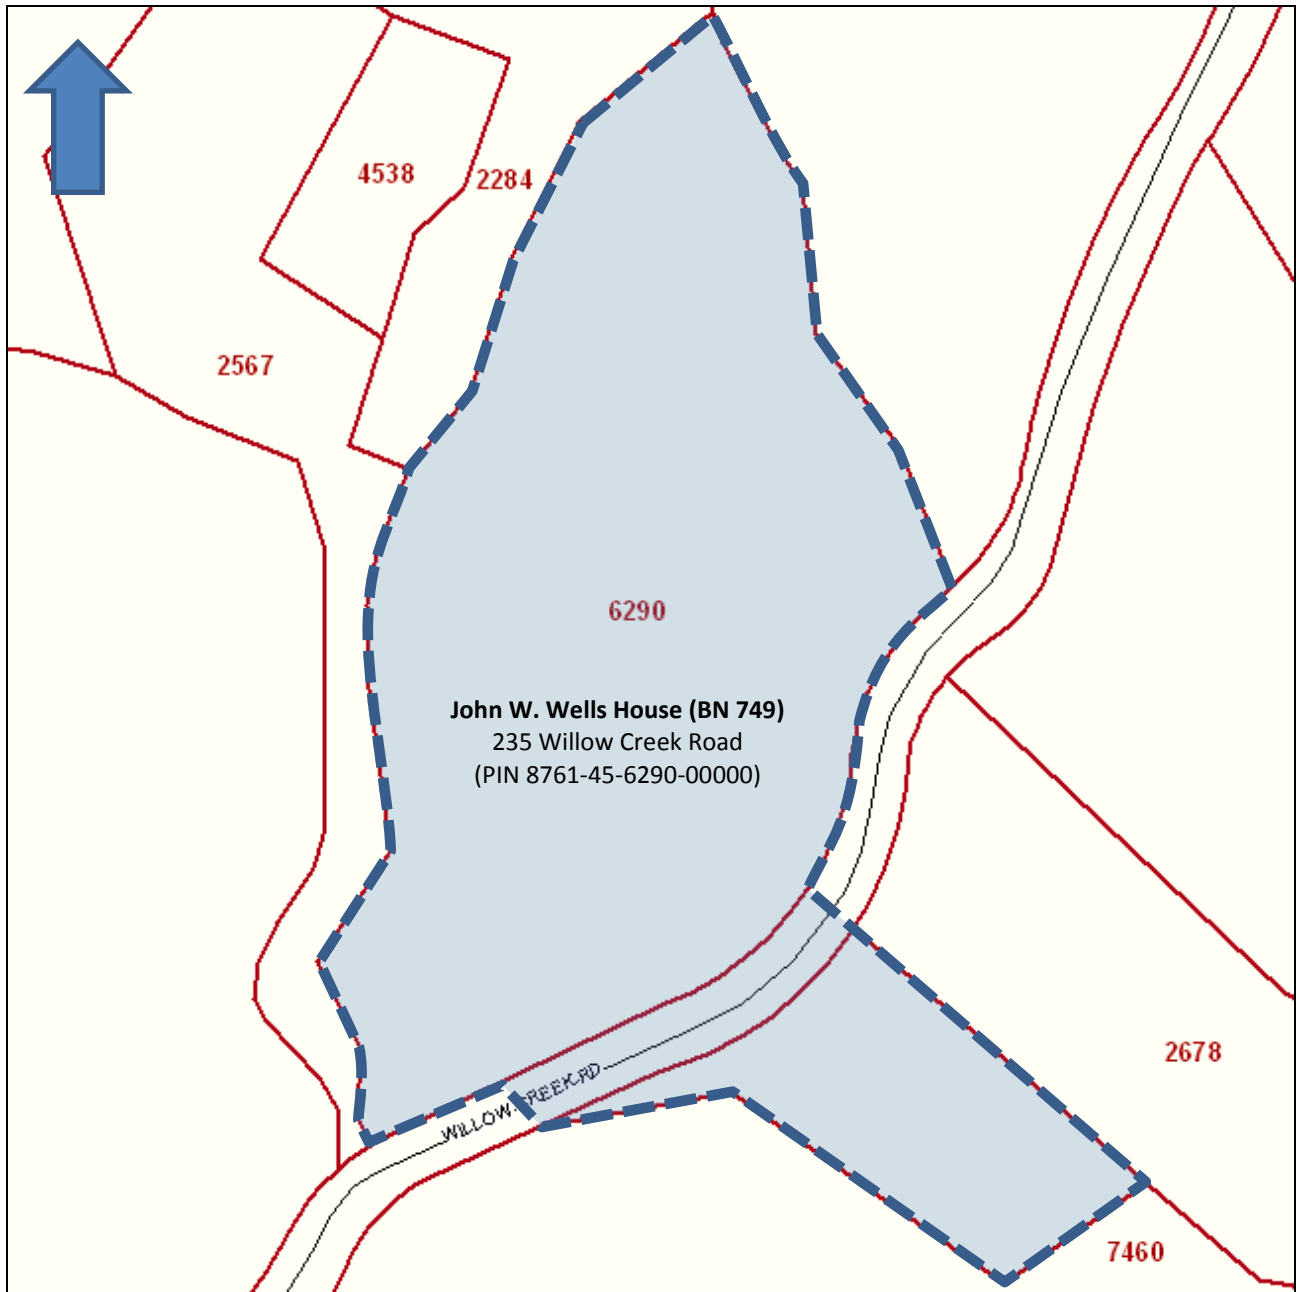 4538
2284
2567
6290
John W. Wells House (BN 749)
235 Willow Creek Road
(PIN 8761-45-6290-00000)
2678
WILLOW CREEK RD
7460